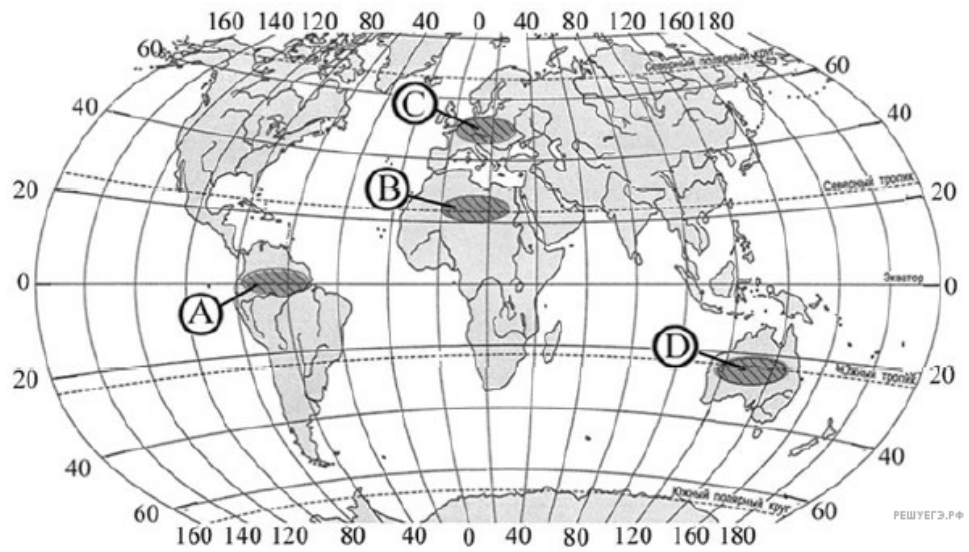 160 140 120 80 40 0 40 80 120 140 160 180
60 Северный полярный круг 60
C
40 40
B Северный тропик
20 20
0 Экватор 0
A
D
20 Южный тропик 20
40 40
60 Южный полярный круг 60
160 140 120 80 40 0 40 80 120 160 180
РЕШУЕГЭ.РФ